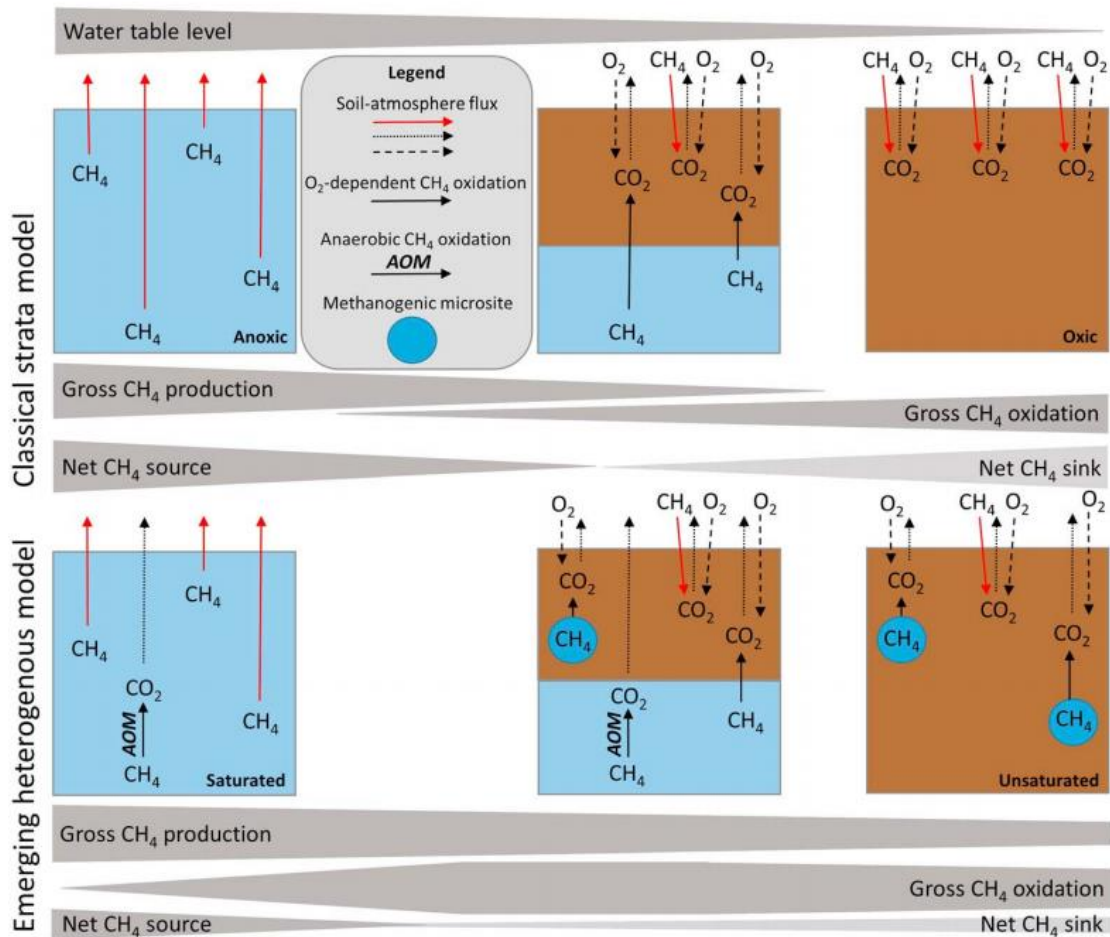 Water table level
Classical strata model
CH₄
CH₄
CH₄
CH₄
Anoxic
Legend
Soil-atmosphere flux
O₂-dependent CH₄ oxidation
Anaerobic CH₄ oxidation
AOM
Methanogenic microsite
O₂ CH₄ O₂ O₂
CO₂
CO₂
CO₂
CH₄
CH₄
CH₄ O₂ CH₄ O₂ CH₄ O₂
CO₂ CO₂ CO₂
Oxic
Gross CH₄ production
Gross CH₄ oxidation
Net CH₄ source
Net CH₄ sink
Emerging heterogenous model
CH₄
CH₄
CO₂
CH₄
AOM
CH₄
Saturated
O₂ CH₄ O₂ O₂
CO₂
CO₂
CH₄
CO₂
CO₂
CH₄
AOM
CH₄
O₂ CH₄ O₂ O₂
CO₂
CO₂
CH₄
CO₂
CH₄
Unsaturated
Gross CH₄ production
Gross CH₄ oxidation
Net CH₄ source
Net CH₄ sink